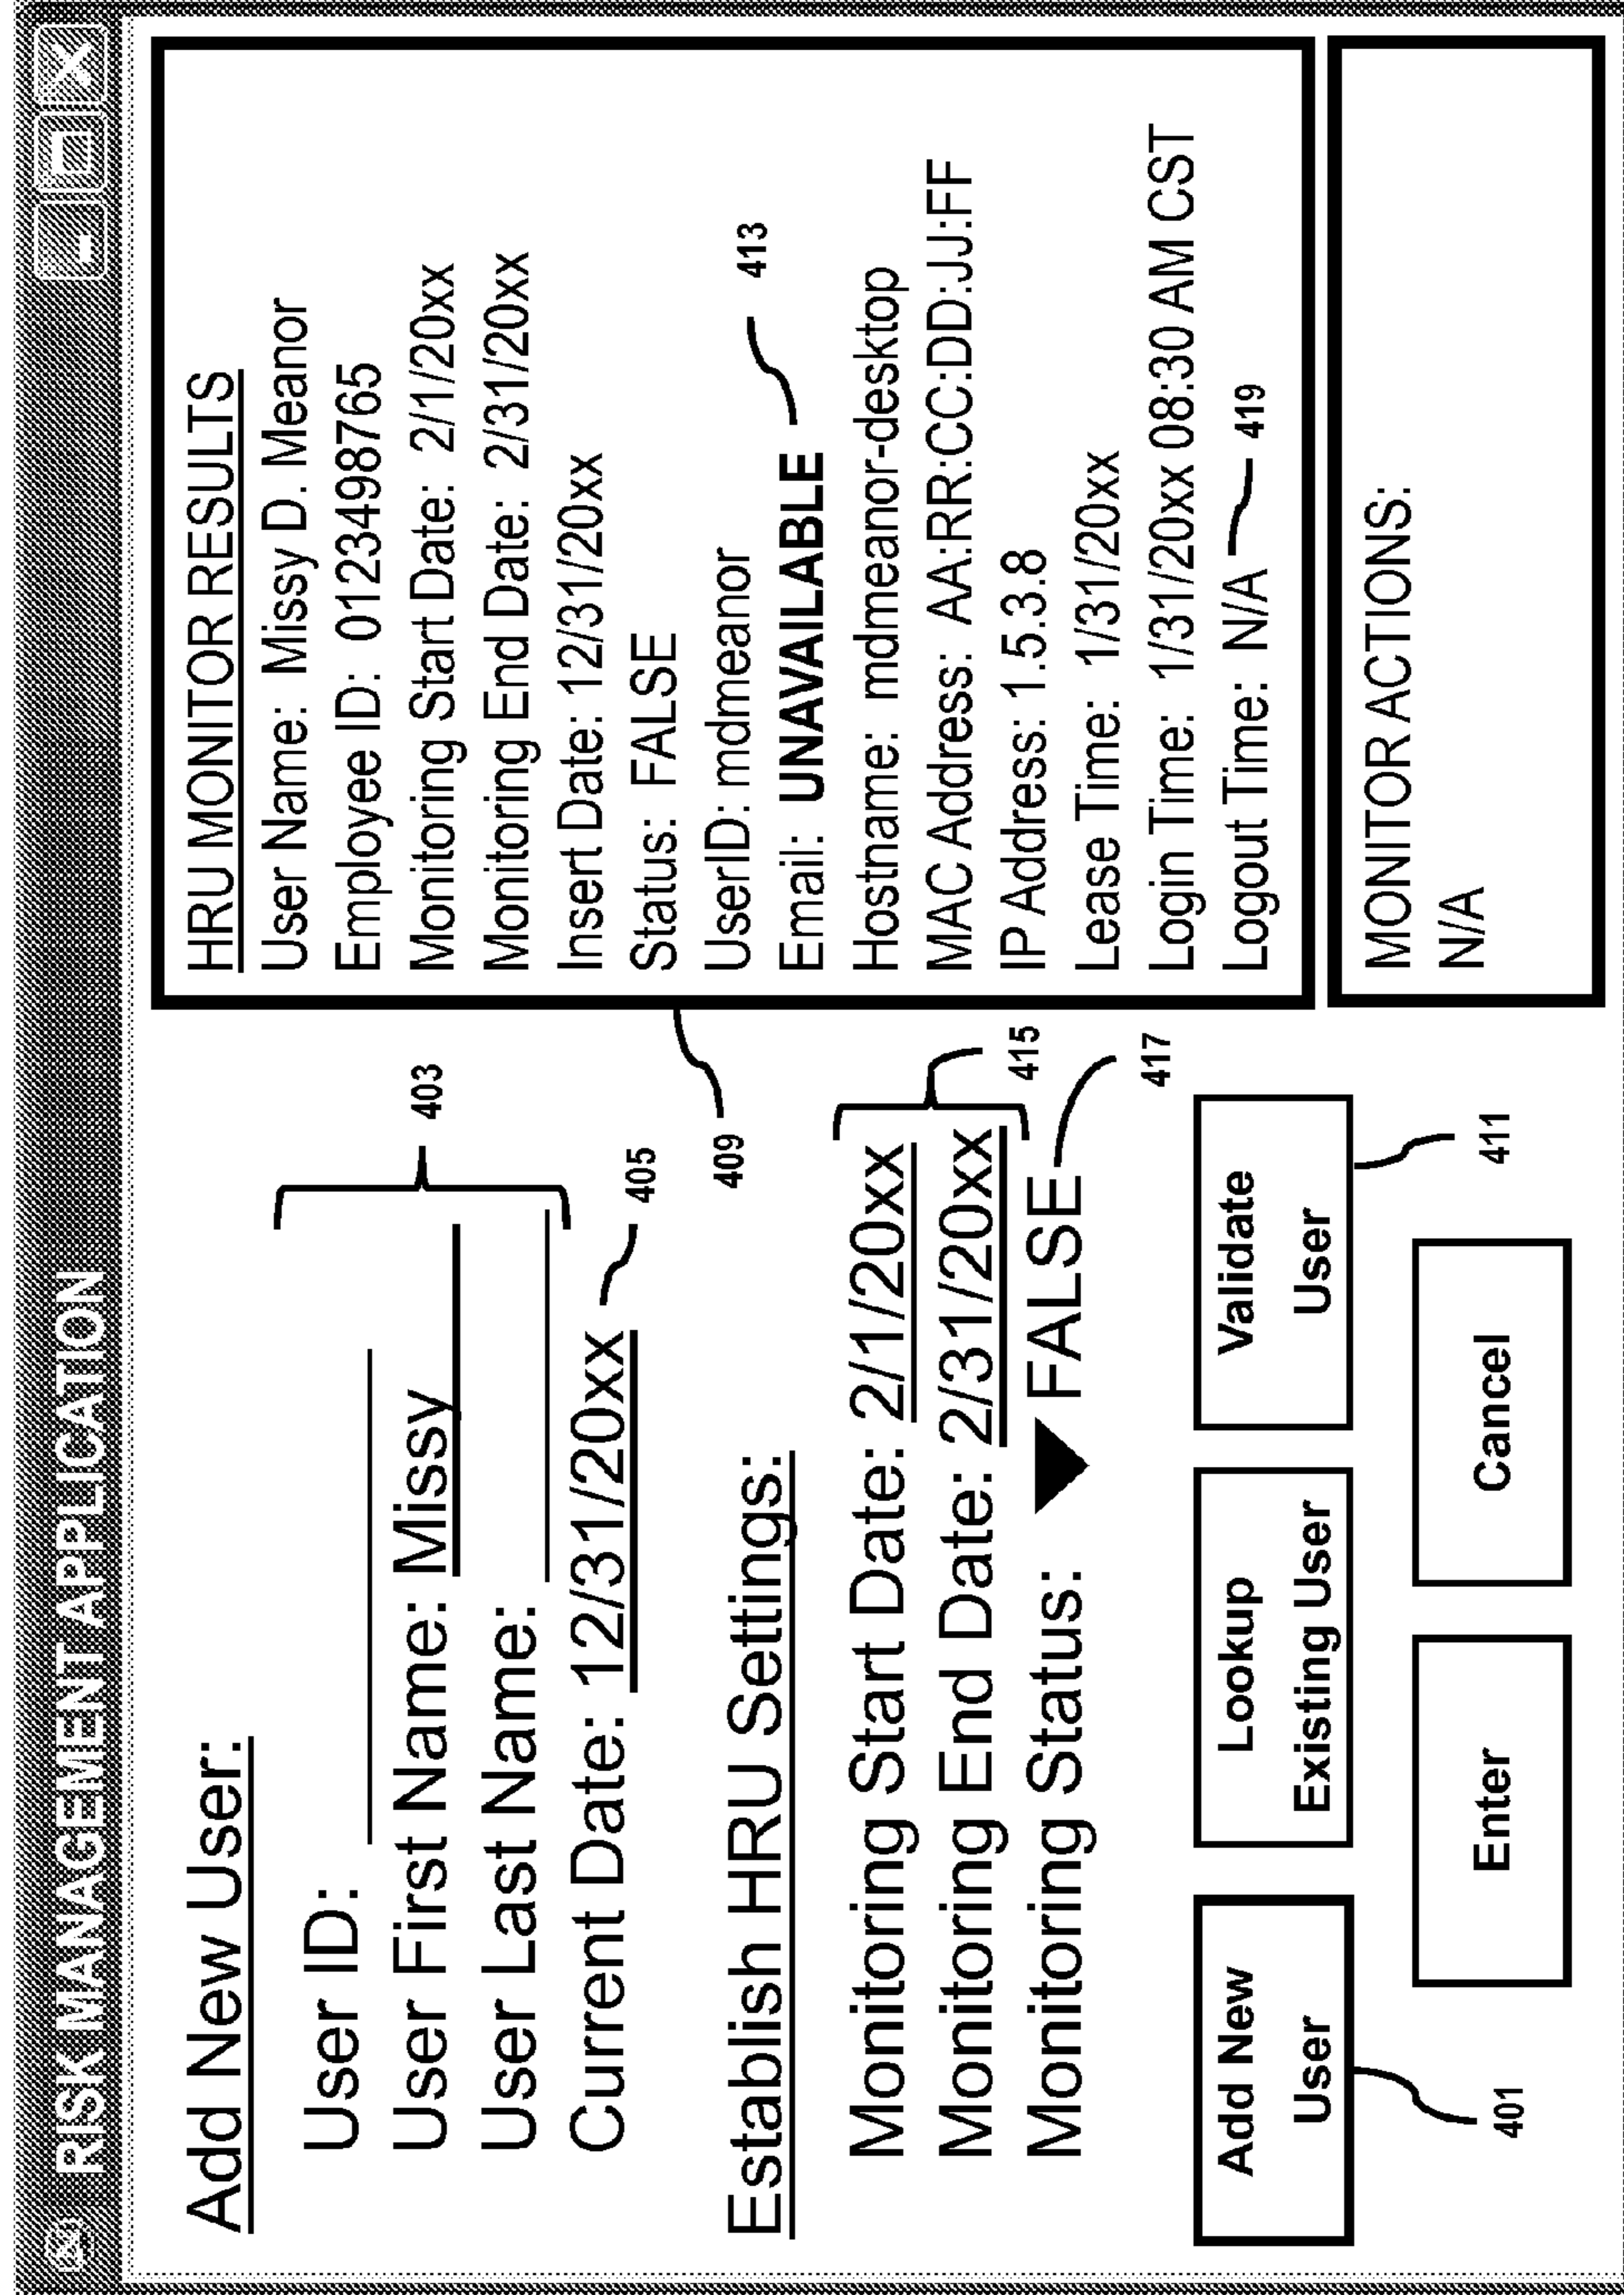 RISK MANAGEMENT APPLICATION
Add New User:
User ID:
User First Name: Missy
User Last Name:
Current Date: 12/31/20xx
403
405
409
Establish HRU Settings:
Monitoring Start Date: 2/1/20xx
Monitoring End Date: 2/31/20xx
Monitoring Status: ▼ FALSE
415
417
Add New
User
Lookup
Existing User
Validate
User
Enter
Cancel
401
411
HRU MONITOR RESULTS
User Name: Missy D. Meanor
Employee ID: 0123498765
Monitoring Start Date: 2/1/20xx
Monitoring End Date: 2/31/20xx
Insert Date: 12/31/20xx
Status: FALSE
UserID: mdmeanor
Email: UNAVAILABLE
413
Hostname: mdmeanor-desktop
MAC Address: AA:RR:CC:DD:JJ:FF
IP Address: 1.5.3.8
Lease Time: 1/31/20xx
Login Time: 1/31/20xx 08:30 AM CST
Logout Time: N/A
419
MONITOR ACTIONS:
N/A